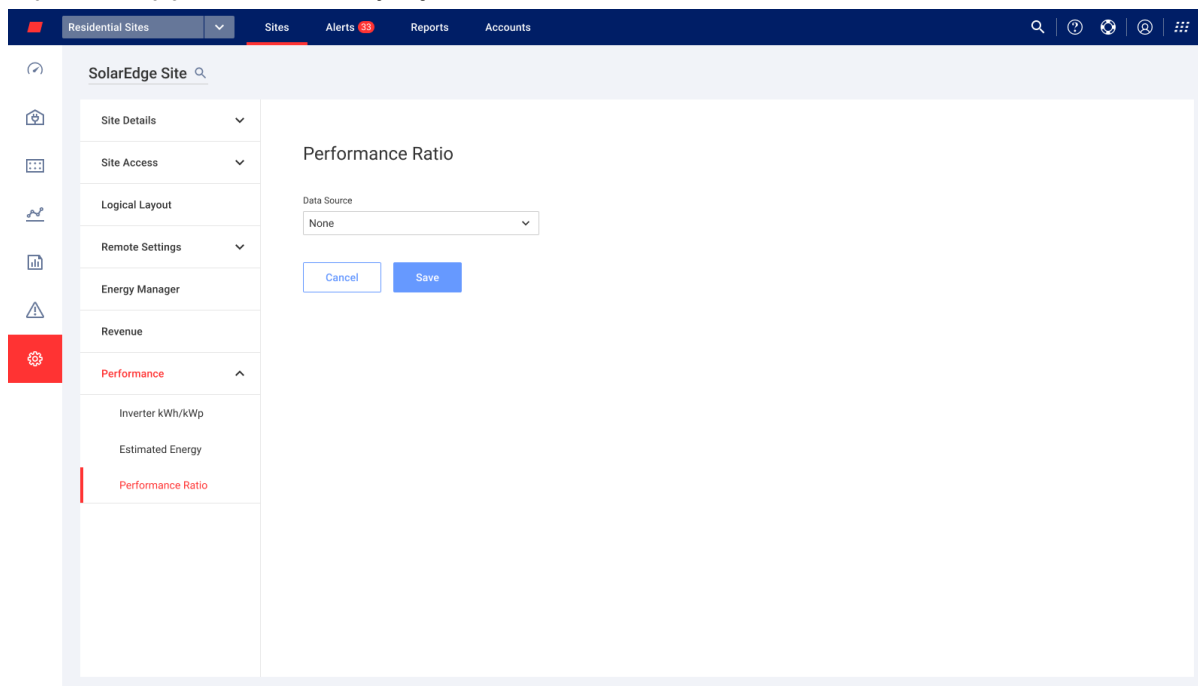 Residential Sites
Sites
Alerts 33
Reports
Accounts
SolarEdge Site
Site Details
Site Access
Logical Layout
Remote Settings
Energy Manager
Revenue
Performance
Inverter kWh/kWp
Estimated Energy
Performance Ratio
Performance Ratio
Data Source
None
Cancel
Save